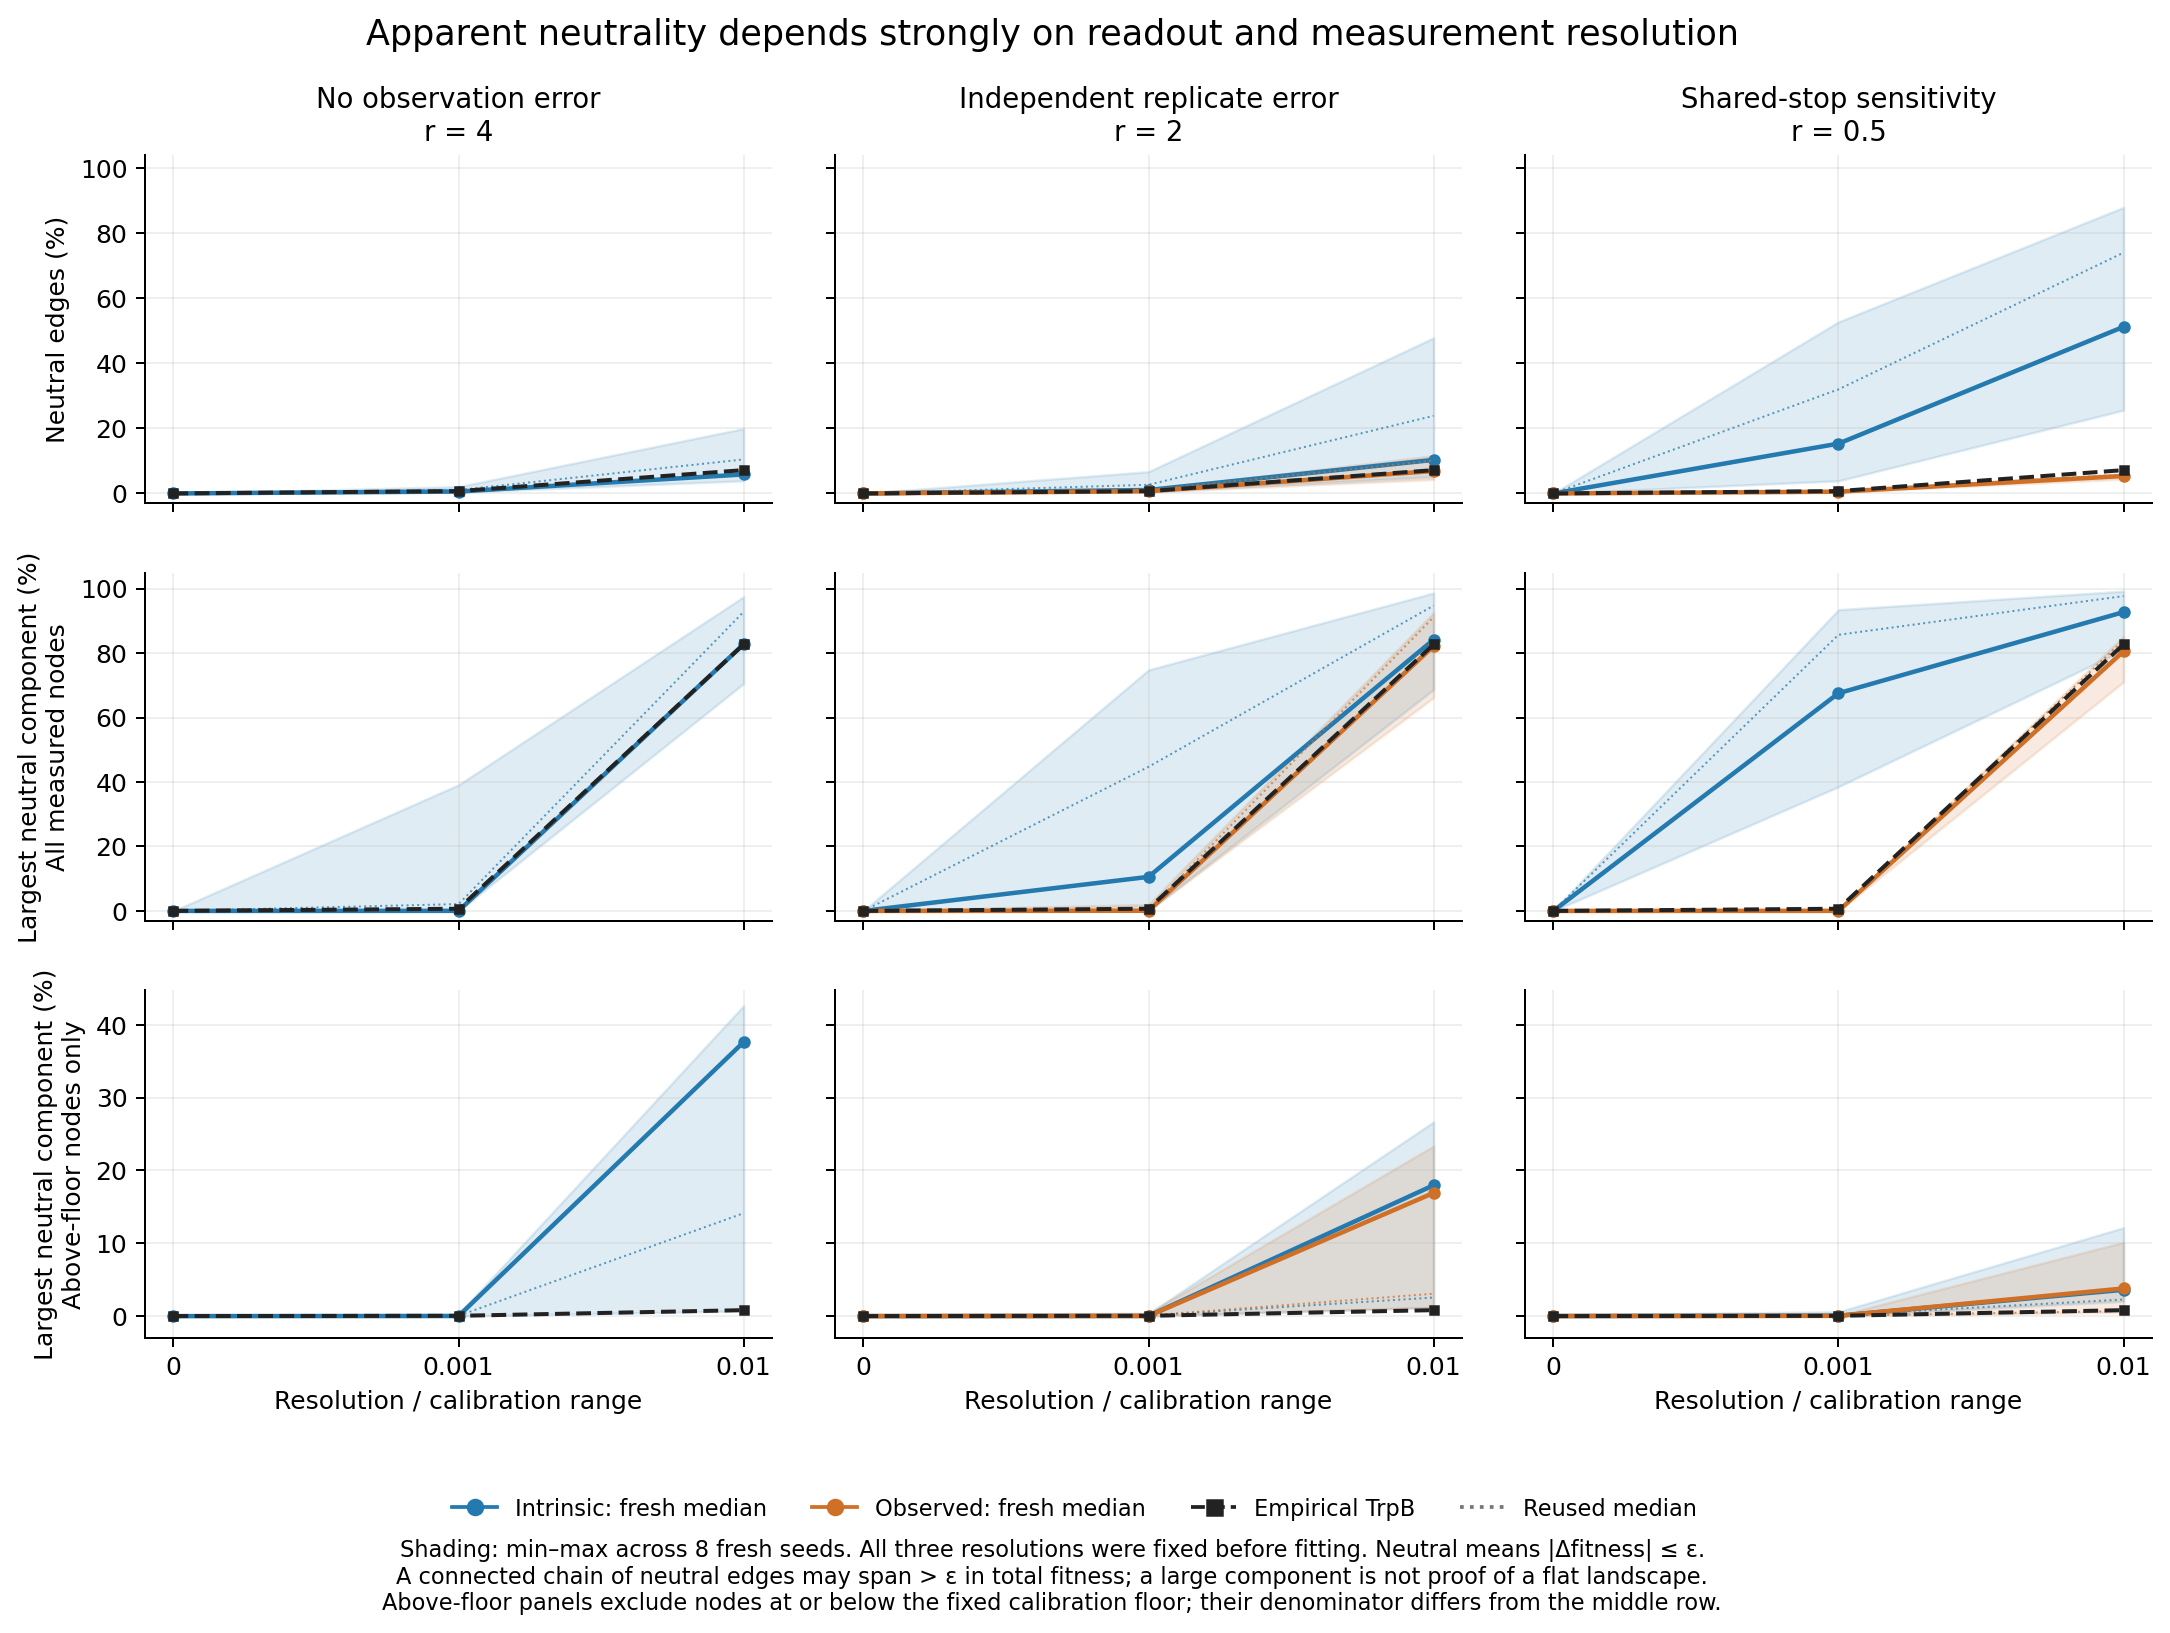 Apparent neutrality depends strongly on readout and measurement resolution
No observation error
r = 4
Independent replicate error
r = 2
Shared-stop sensitivity
r = 0.5
Neutral edges (%)
100
80
60
40
20
0
Largest neutral component (%)
All measured nodes
100
80
60
40
20
0
Largest neutral component (%)
Above-floor nodes only
40
30
20
10
0
0 0.001 0.01
0 0.001 0.01
0 0.001 0.01
Resolution / calibration range
Resolution / calibration range
Resolution / calibration range
Intrinsic: fresh median
Observed: fresh median
Empirical TrpB
Reused median
Shading: min–max across 8 fresh seeds. All three resolutions were fixed before fitting. Neutral means |Δfitness| ≤ ε.
A connected chain of neutral edges may span > ε in total fitness; a large component is not proof of a flat landscape.
Above-floor panels exclude nodes at or below the fixed calibration floor; their denominator differs from the middle row.